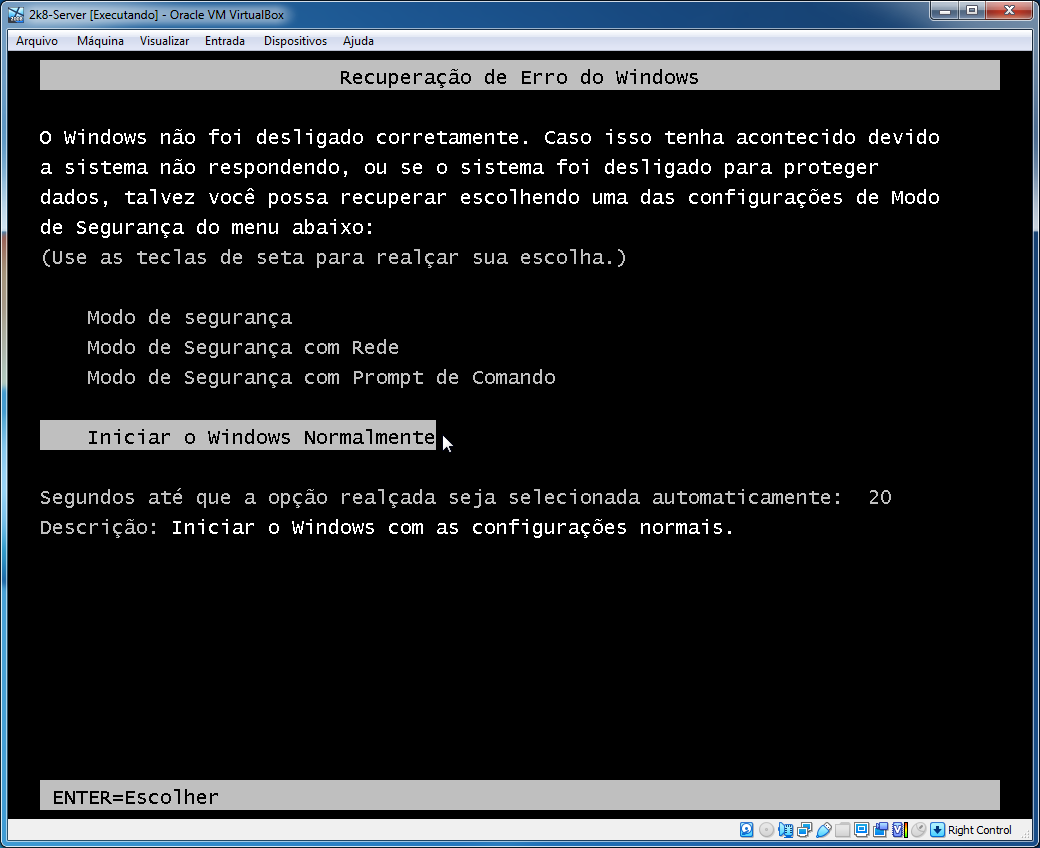 2k8-Server [Executando] - Oracle VM VirtualBox
Arquivo Máquina Visualizar Entrada Dispositivos Ajuda
Recuperação de Erro do Windows
O Windows não foi desligado corretamente. Caso isso tenha acontecido devido
a sistema não respondendo, ou se o sistema foi desligado para proteger
dados, talvez você possa recuperar escolhendo uma das configurações de Modo
de Segurança do menu abaixo:
(Use as teclas de seta para realçar sua escolha.)
Modo de segurança
Modo de Segurança com Rede
Modo de Segurança com Prompt de Comando
Iniciar o Windows Normalmente
Segundos até que a opção realçada seja selecionada automaticamente: 20
Descrição: Iniciar o Windows com as configurações normais.
ENTER=Escolher
Right Control